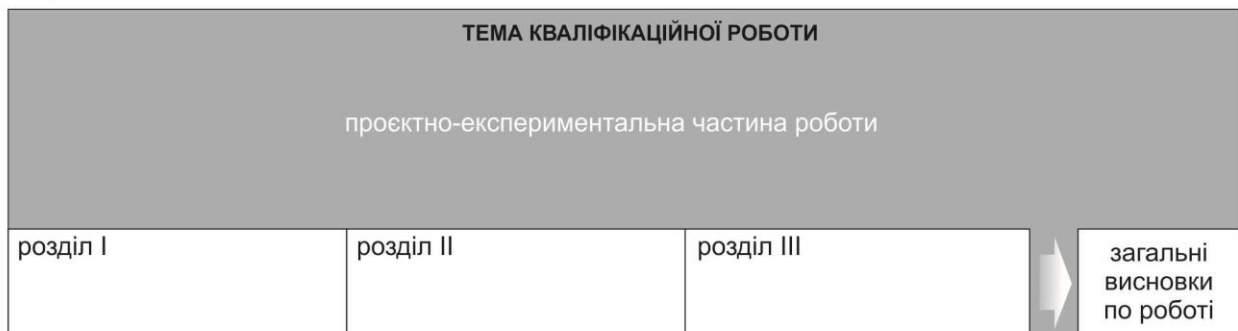 ТЕМА КВАЛІФІКАЦІЙНОЇ РОБОТИ
проєктно-експериментальна частина роботи
розділ I
розділ II
розділ III
загальні
висновки
по роботі